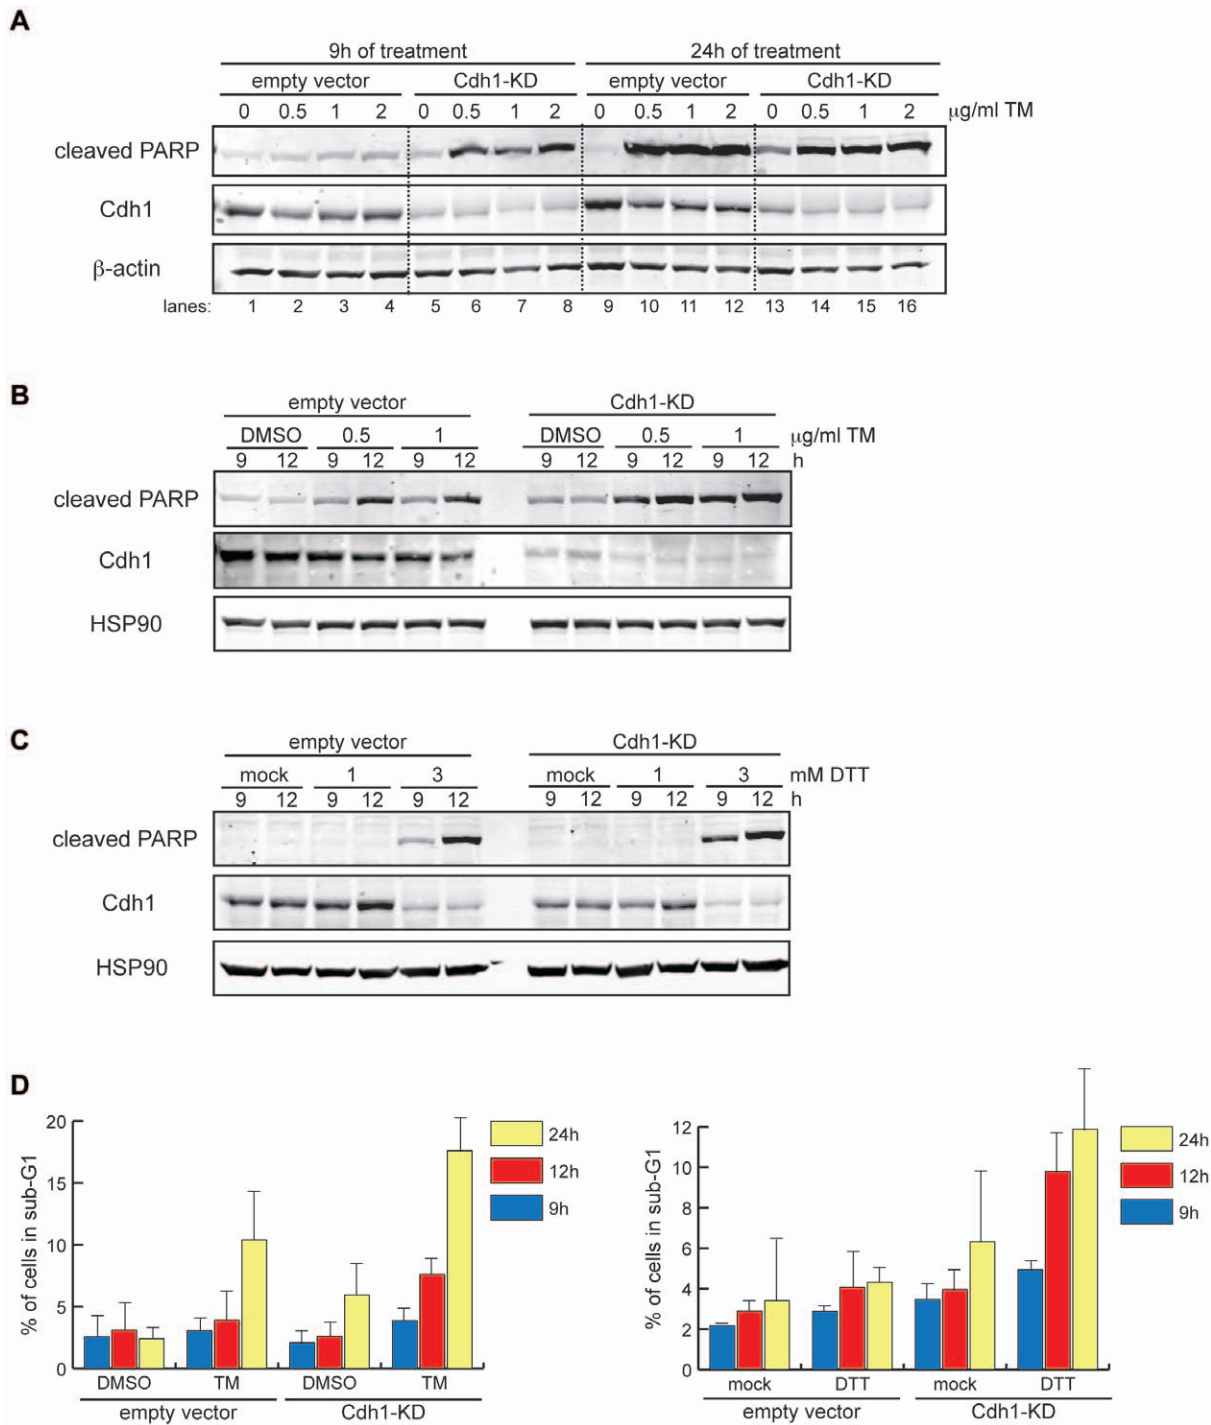 A
9h of treatment 24h of treatment
empty vector Cdh1-KD empty vector Cdh1-KD
0 0.5 1 2 0 0.5 1 2 0 0.5 1 2 0 0.5 1 2 μg/ml TM
cleaved PARP
Cdh1
β-actin
lanes: 1 2 3 4 5 6 7 8 9 10 11 12 13 14 15 16
B
empty vector Cdh1-KD
DMSO 0.5 1 DMSO 0.5 1 μg/ml TM
9 12 9 12 9 12 9 12 9 12 9 12 h
cleaved PARP
Cdh1
HSP90
C
empty vector Cdh1-KD
mock 1 3 mock 1 3 mM DTT
9 12 9 12 9 12 9 12 9 12 9 12 h
cleaved PARP
Cdh1
HSP90
D
% of cells in sub-G1
20
15
10
5
0
DMSO TM DMSO TM
empty vector Cdh1-KD
24h
12h
9h
% of cells in sub-G1
12
10
8
6
4
2
0
mock DTT mock DTT
empty vector Cdh1-KD
24h
12h
9h